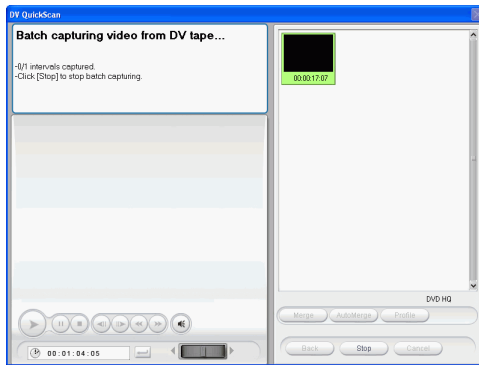 DV QuickScan
Batch capturing video from DV tape...
-0/1 intervals captured.
-Click [Stop] to stop batch capturing.
00:00:17:07
DVD HQ
Merge AutoMerge Profile
00:01:04:05
Back Stop Cancel